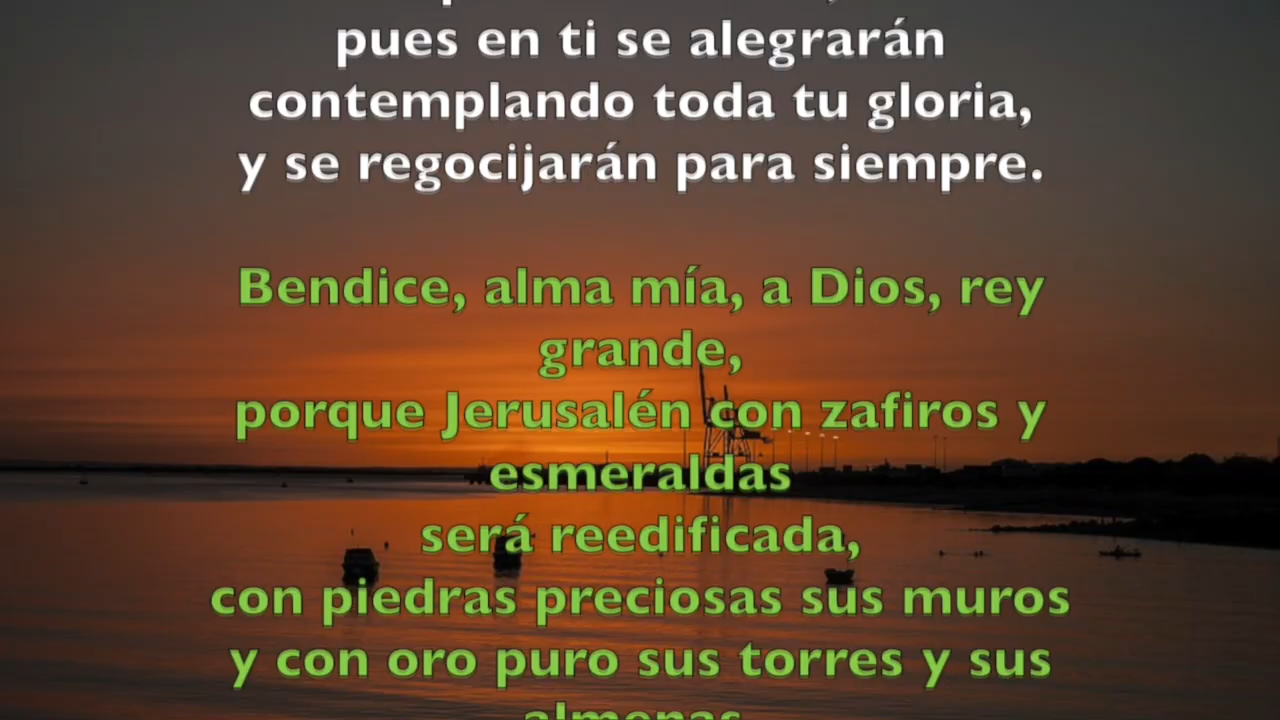 pues en ti se alegrarán
contemplando toda tu gloria,
y se regocijarán para siempre.
Bendice, alma mía, a Dios, rey
grande,
porque Jerusalén con zafiros y
esmeraldas
será reedificada,
con piedras preciosas sus muros
y con oro puro sus torres y sus
almenas